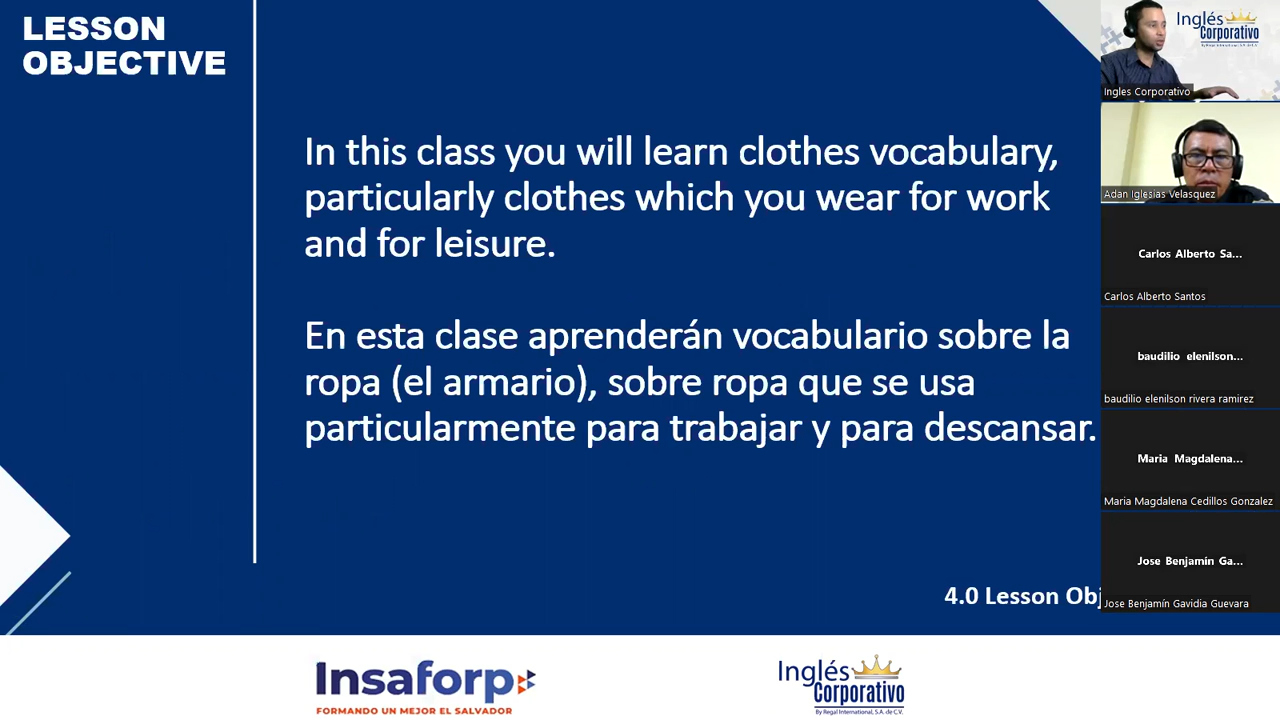 LESSON
OBJECTIVE
In this class you will learn clothes vocabulary,
particularly clothes which you wear for work
and for leisure.
En esta clase aprenderán vocabulario sobre la
ropa (el armario), sobre ropa que se usa
particularmente para trabajar y para descansar.
4.0 Lesson Obj
Insaforp
FORMANDO UN MEJOR EL SALVADOR
Inglés
Corporativo
By Regal International, S.A. de C.V.
Inglés
Corporativo
By Regal International, S.A. de C.V.
Ingles Corporativo
Adan Iglesias Velasquez
Carlos Alberto Sa...
Carlos Alberto Santos
baudilio elenilson...
baudilio elenilson rivera ramirez
Maria Magdalena...
Maria Magdalena Cedillos Gonzalez
Jose Benjamin Ga...
Jose Benjamín Gavidia Guevara